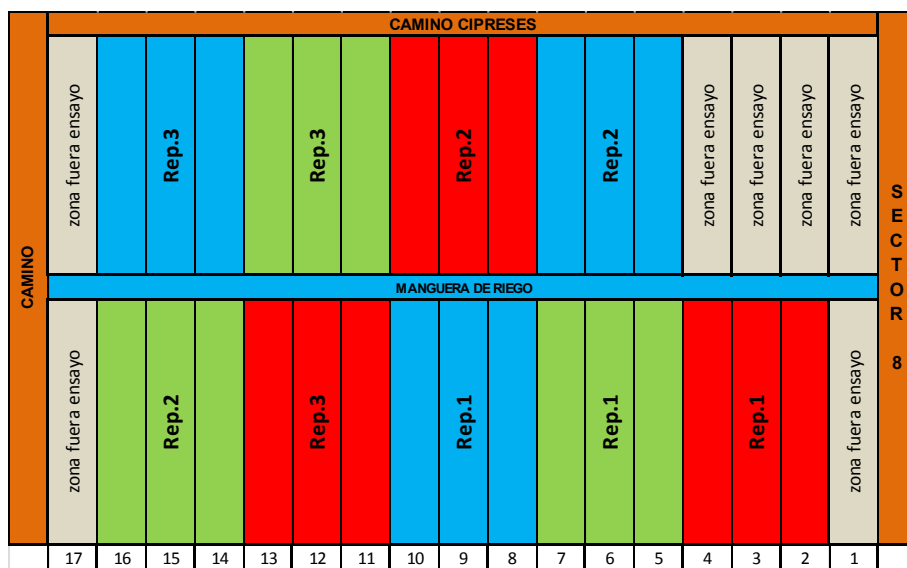 CAMINO CIPRESES
CAMINO
zona fuera ensayo
Rep.3
Rep.3
Rep.2
Rep.2
zona fuera ensayo
zona fuera ensayo
zona fuera ensayo
zona fuera ensayo
SECTOR 8
MANGUERA DE RIEGO
zona fuera ensayo
Rep.2
Rep.3
Rep.1
Rep.1
Rep.1
zona fuera ensayo
17 16 15 14 13 12 11 10 9 8 7 6 5 4 3 2 1